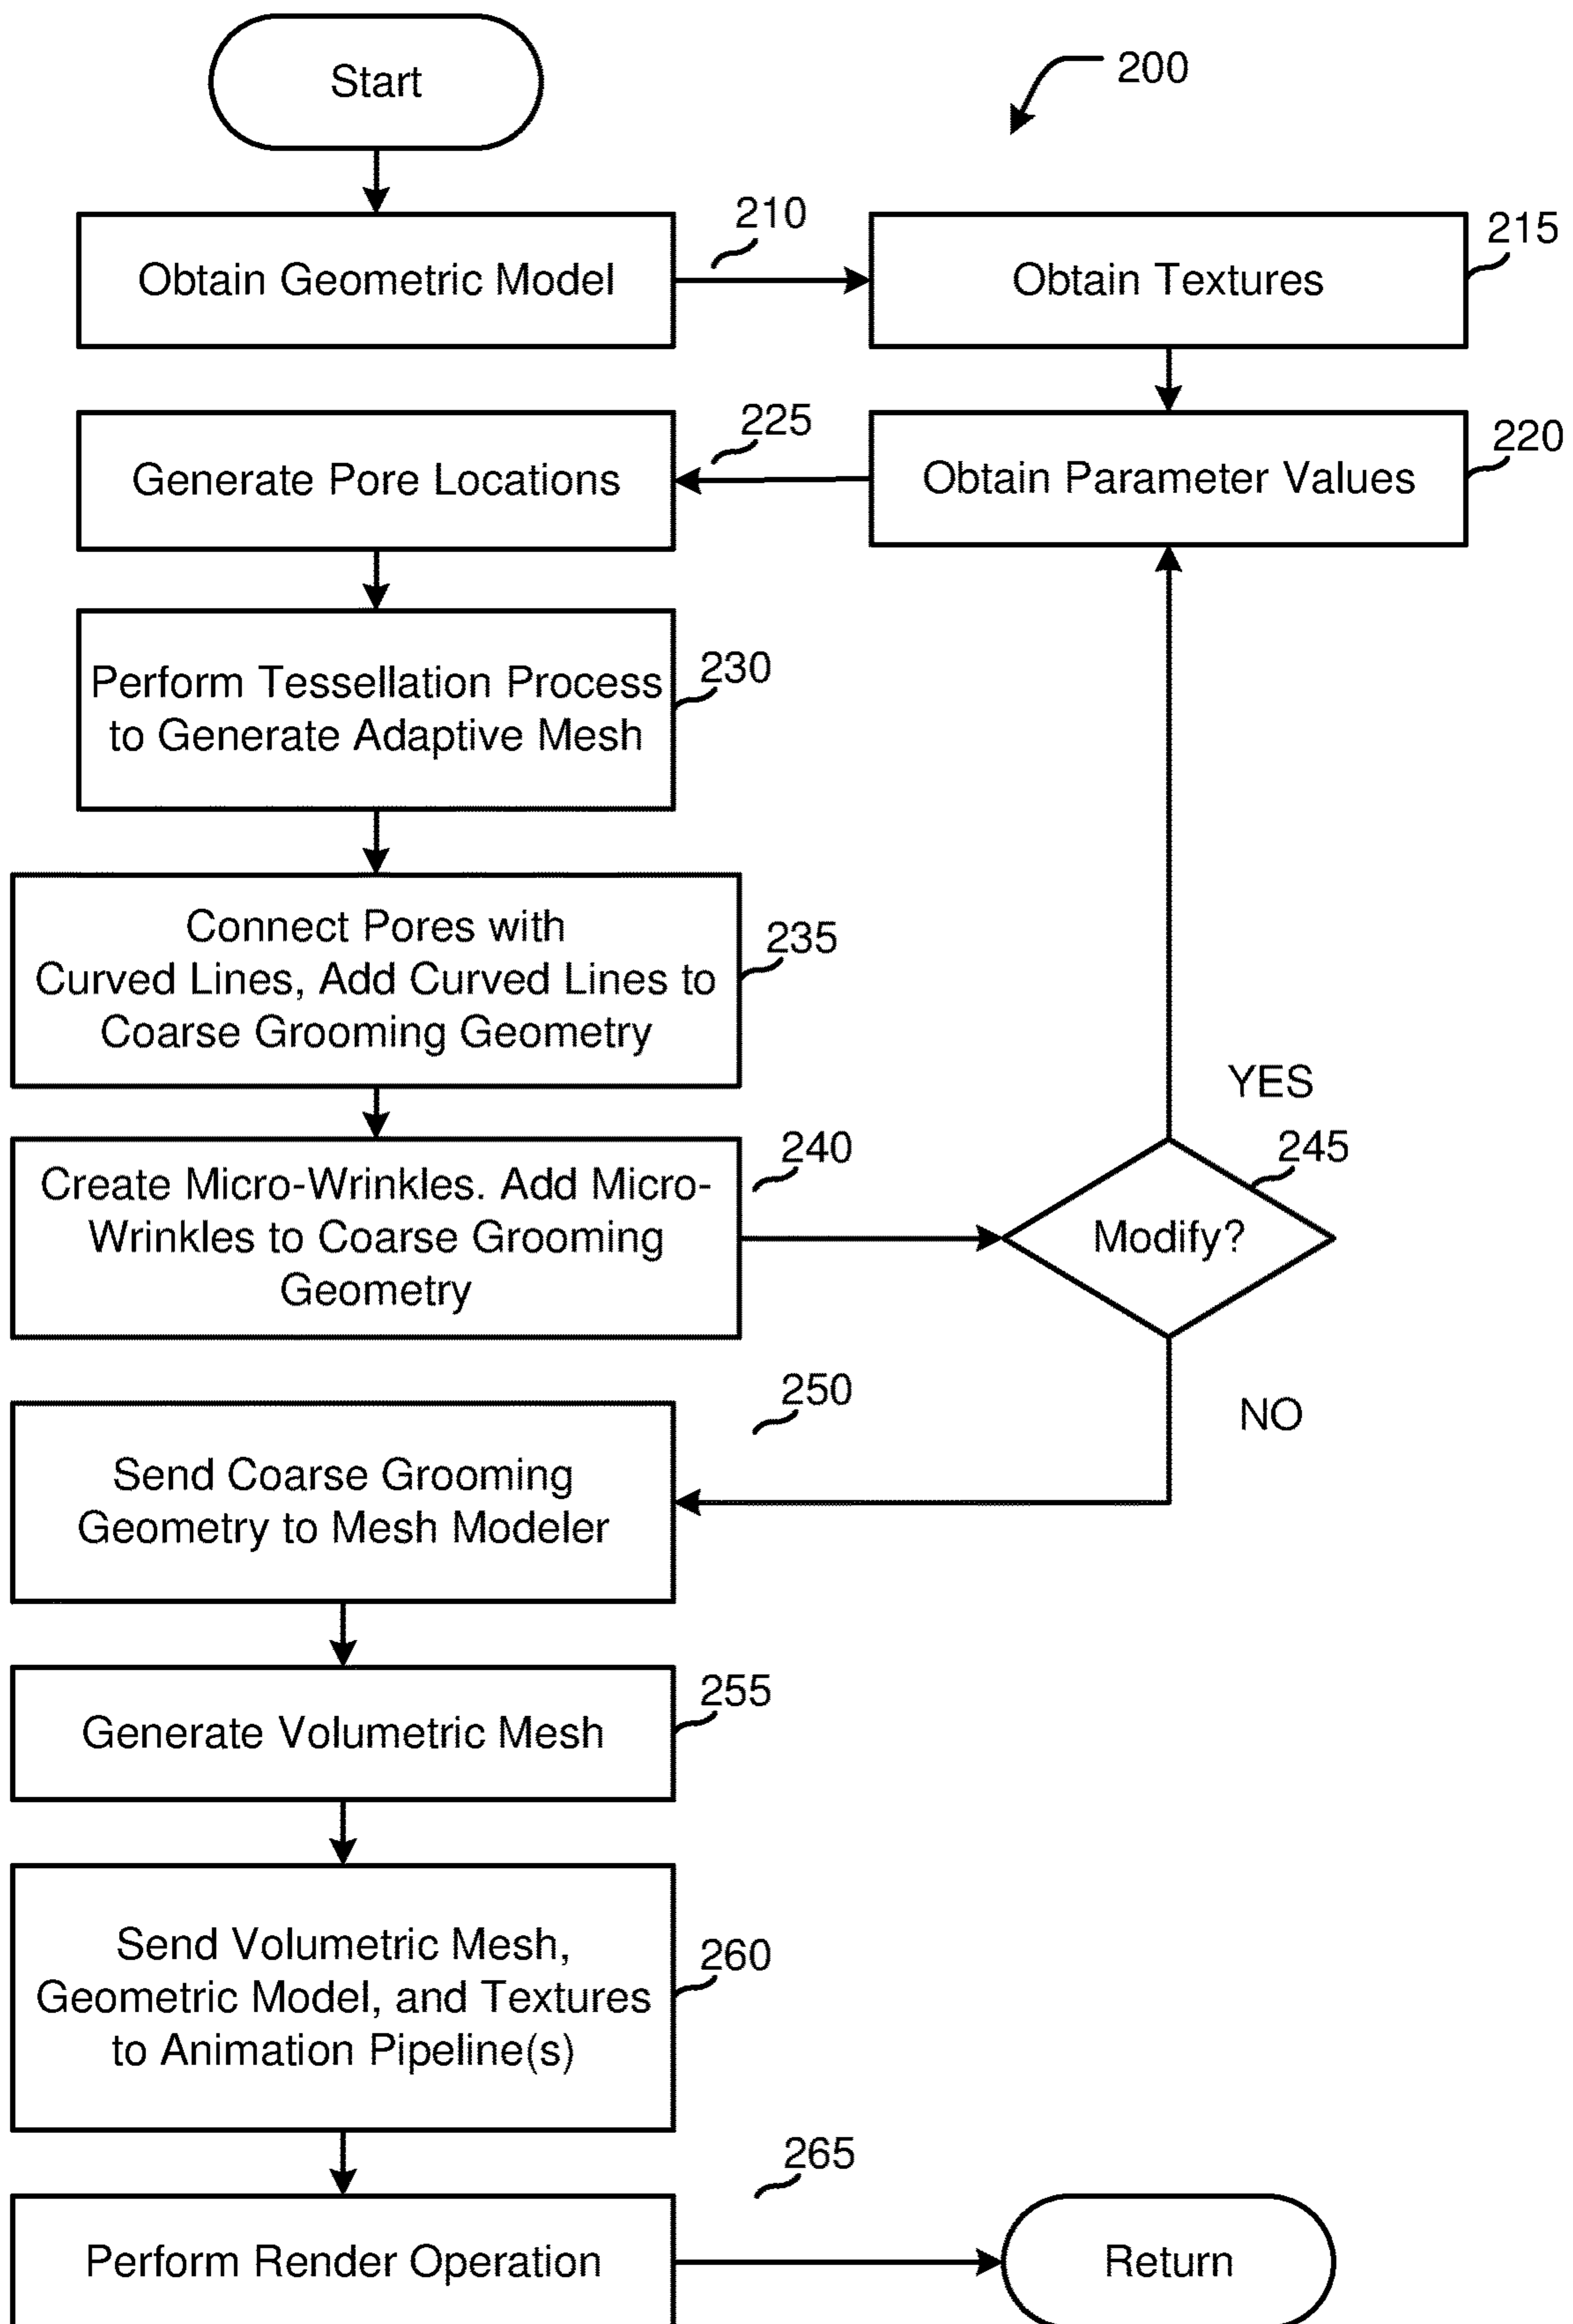 Start
200
Obtain Geometric Model
210
Obtain Textures
215
Generate Pore Locations
225
Obtain Parameter Values
220
Perform Tessellation Process
to Generate Adaptive Mesh
230
Connect Pores with
Curved Lines, Add Curved Lines to
Coarse Grooming Geometry
235
Create Micro-Wrinkles. Add Micro-
Wrinkles to Coarse Grooming
Geometry
240
YES
245
Modify?
NO
Send Coarse Grooming
Geometry to Mesh Modeler
250
Generate Volumetric Mesh
255
Send Volumetric Mesh,
Geometric Model, and Textures
to Animation Pipeline(s)
260
Perform Render Operation
265
Return